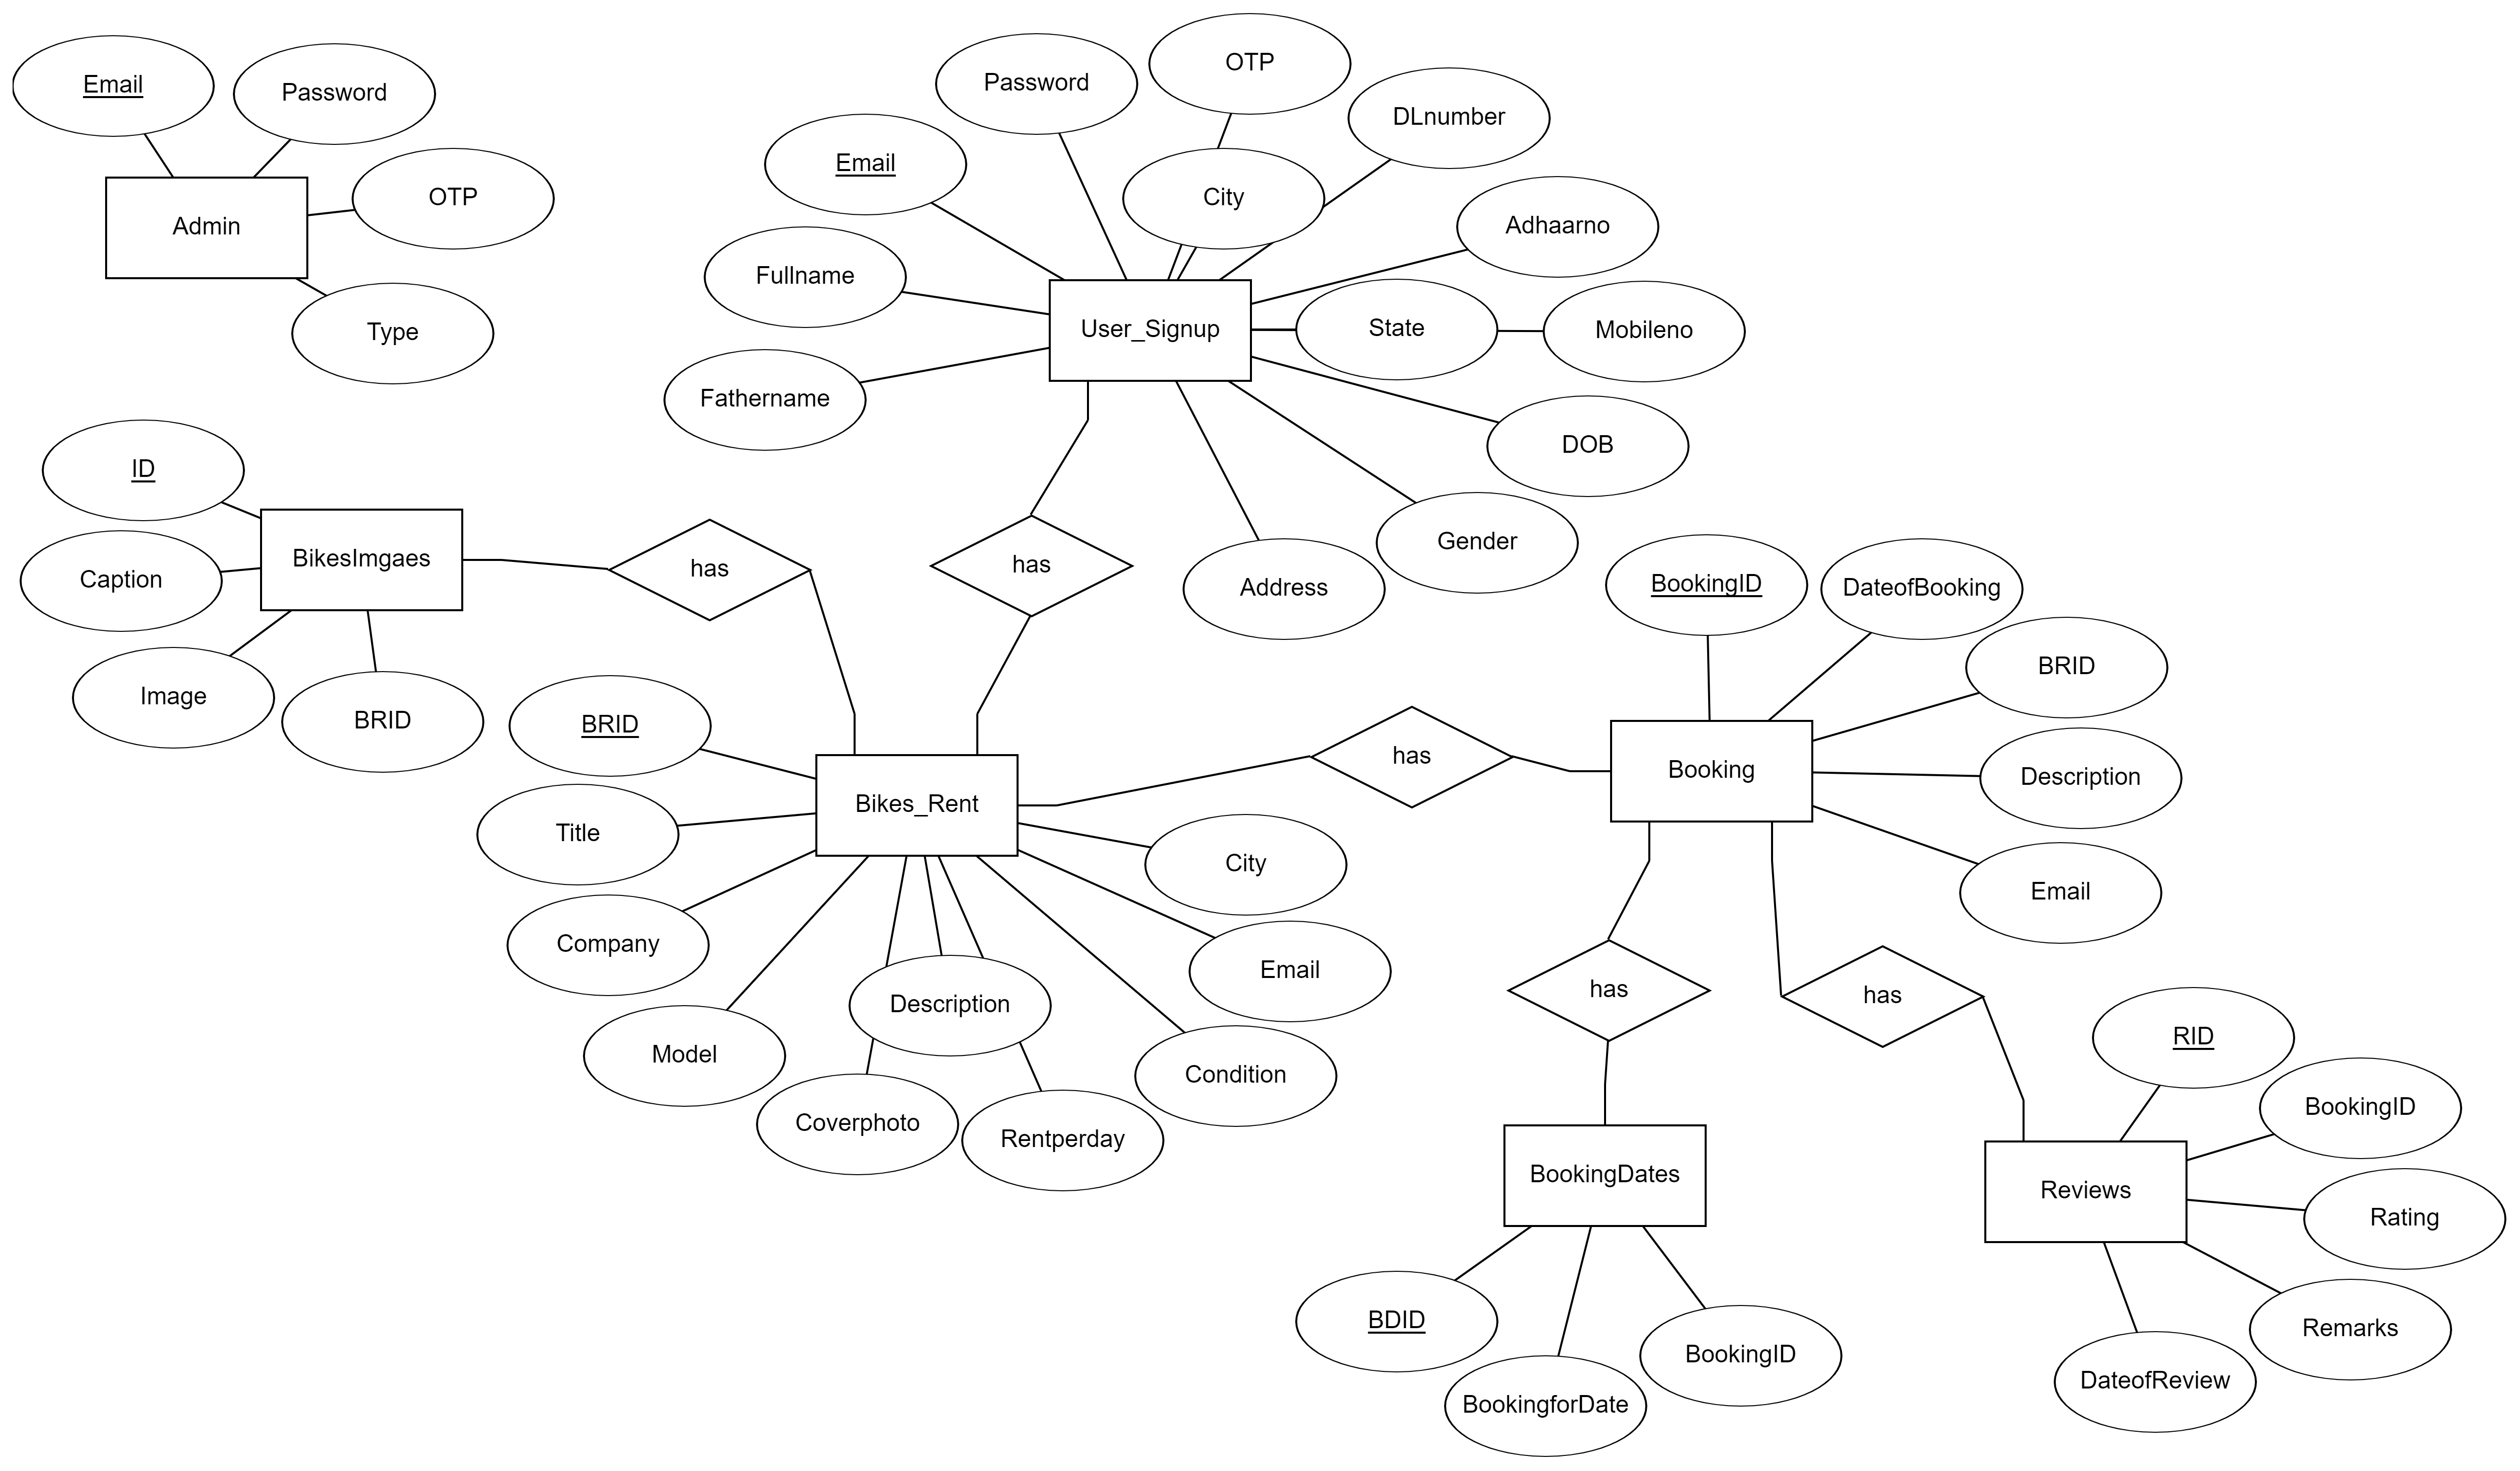 Email
Password
OTP
Admin
Type
OTP
Password
DLnumber
Email
City
Adhaarno
Fullname
User_Signup
State
Mobileno
Fathername
DOB
Gender
Address
ID
BikesImgaes
Caption
Image
BRID
has
has
BookingID
DateofBooking
BRID
Booking
Description
Email
has
BRID
Title
Bikes_Rent
City
Company
Email
Model
Description
Condition
Coverphoto
Rentperday
has
has
RID
BookingID
BookingDates
Reviews
Rating
Remarks
DateofReview
BDID
BookingID
BookingforDate